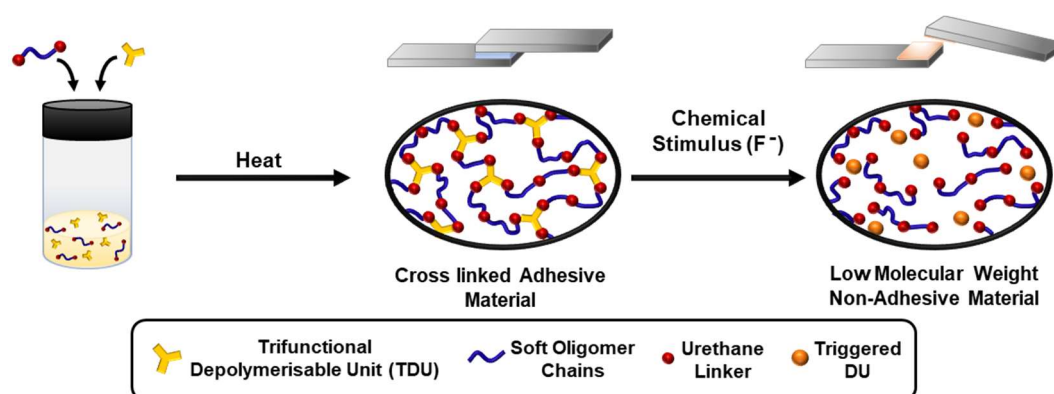 Heat
Chemical
Stimulus (F⁻)
Cross linked Adhesive
Material
Low Molecular Weight
Non-Adhesive Material
Trifunctional
Depolymerisable Unit (TDU)
Soft Oligomer
Chains
Urethane
Linker
Triggered
DU